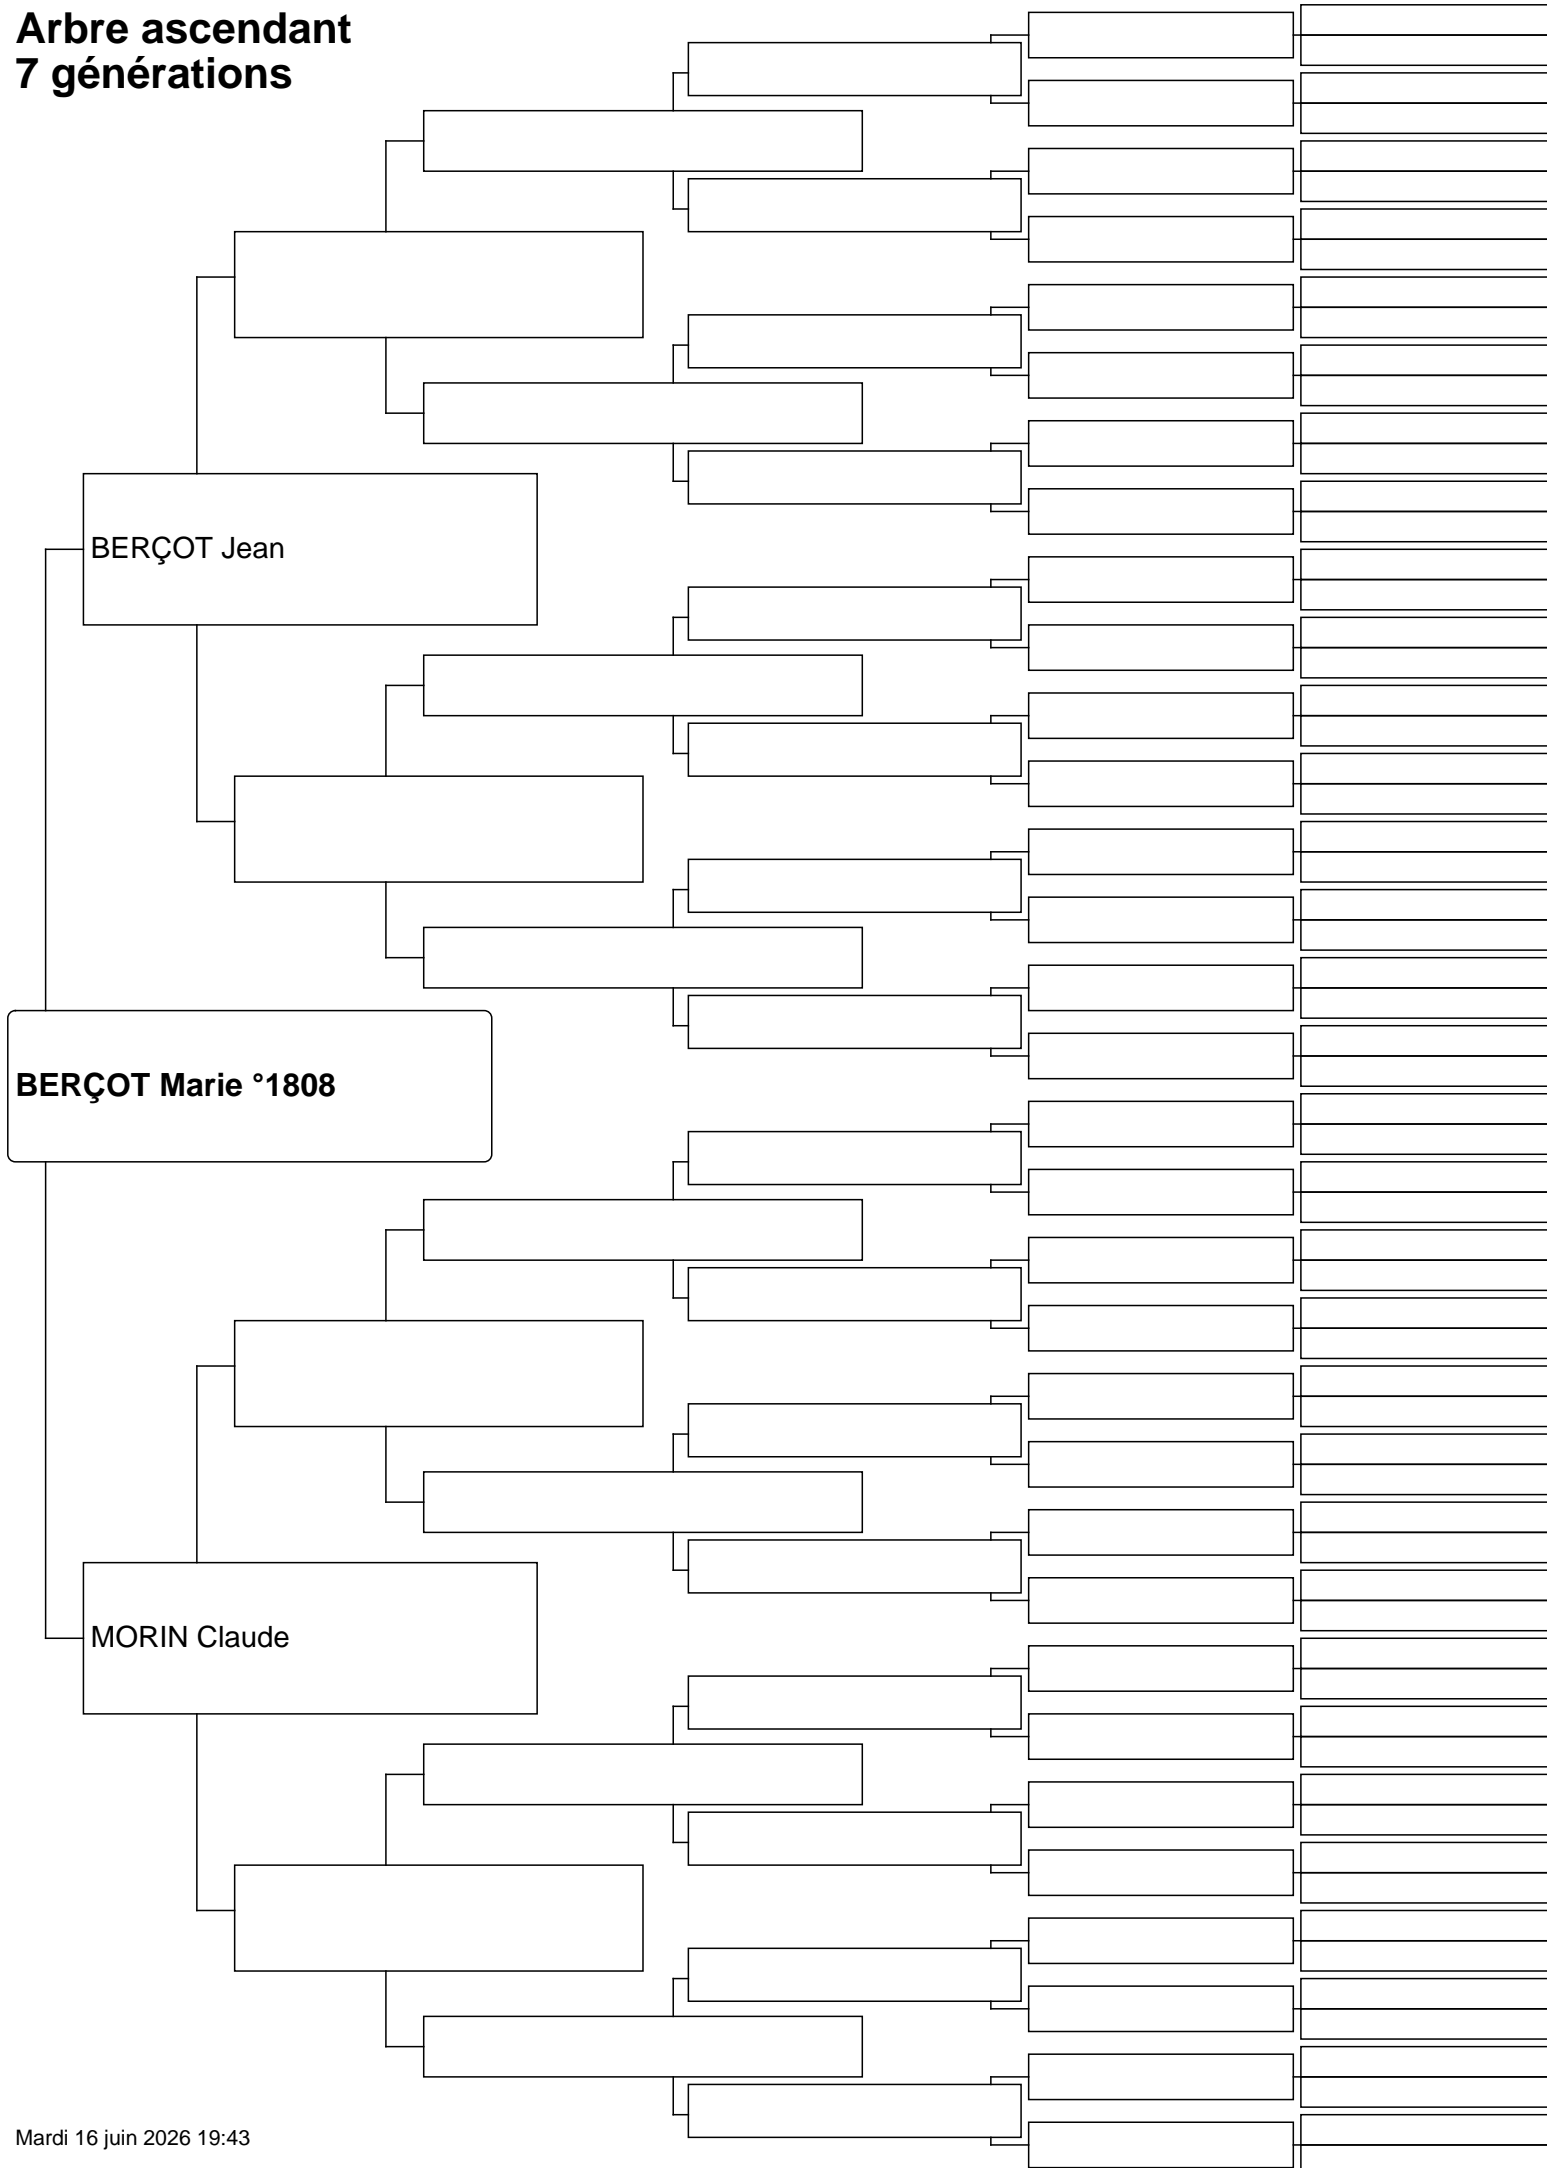 Arbre ascendant
7 générations
BERÇOT Jean
BERÇOT Marie °1808
MORIN Claude
Mardi 16 juin 2026 19:43